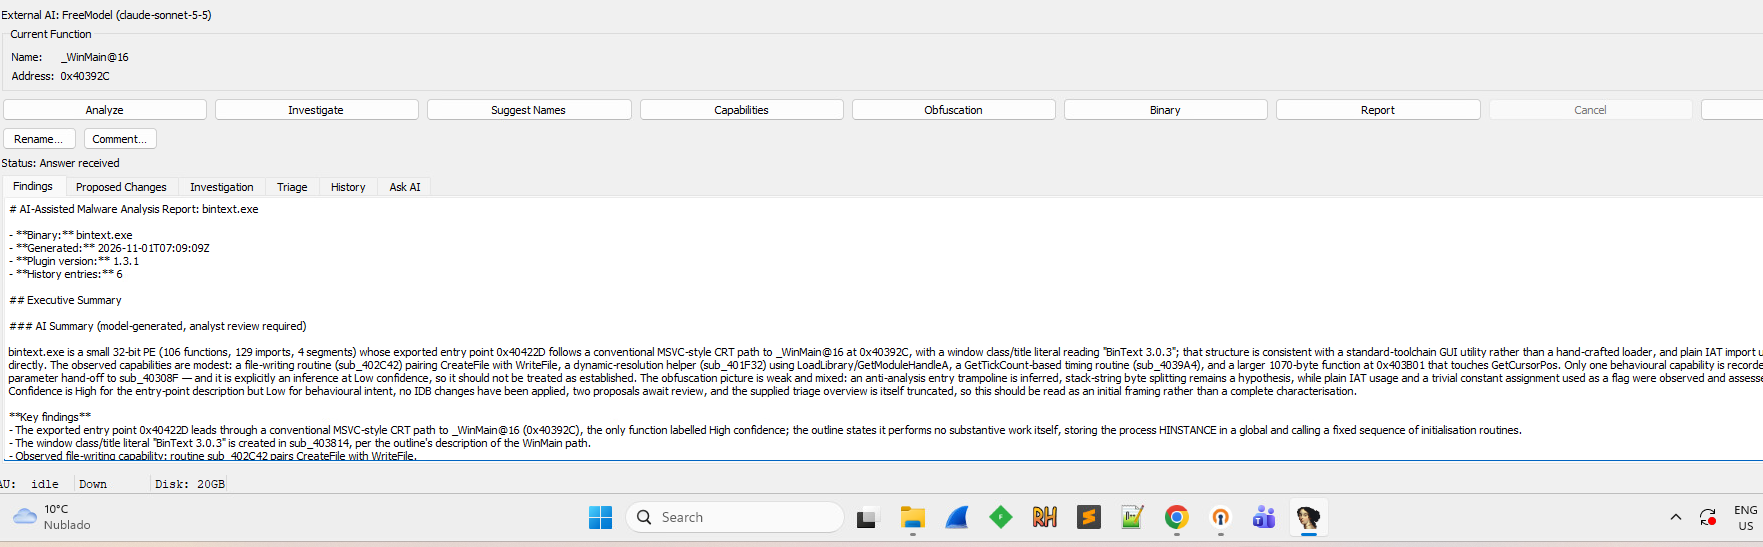 External AI: FreeModel (claude-sonnet-5-5)
Current Function
Name: _WinMain@16
Address: 0x40392C
Analyze Investigate Suggest Names Capabilities Obfuscation Binary Report Cancel
Rename... Comment...
Status: Answer received
Findings Proposed Changes Investigation Triage History Ask AI
# AI-Assisted Malware Analysis Report: bintext.exe
- **Binary:** bintext.exe
- **Generated:** 2026-11-01T07:09:09Z
- **Plugin version:** 1.3.1
- **History entries:** 6
## Executive Summary
### AI Summary (model-generated, analyst review required)
bintext.exe is a small 32-bit PE (106 functions, 129 imports, 4 segments) whose exported entry point 0x40422D follows a conventional MSVC-style CRT path to _WinMain@16 at 0x40392C, with a window class/title literal reading "BinText 3.0.3"; that structure is consistent with a standard-toolchain GUI utility rather than a hand-crafted loader, and plain IAT import u
directly. The observed capabilities are modest: a file-writing routine (sub_402C42) pairing CreateFile with WriteFile, a dynamic-resolution helper (sub_401F32) using LoadLibrary/GetModuleHandleA, a GetTickCount-based timing routine (sub_4039A4), and a larger 1070-byte function at 0x403B01 that touches GetCursorPos. Only one behavioural capability is recorde
parameter hand-off to sub_40308F — and it is explicitly an inference at Low confidence, so it should not be treated as established. The obfuscation picture is weak and mixed: an anti-analysis entry trampoline is inferred, stack-string byte splitting remains a hypothesis, while plain IAT usage and a trivial constant assignment used as a flag were observed and assesse
Confidence is High for the entry-point description but Low for behavioural intent, no IDB changes have been applied, two proposals await review, and the supplied triage overview is itself truncated, so this should be read as an initial framing rather than a complete characterisation.
**Key findings**
- The exported entry point 0x40422D leads through a conventional MSVC-style CRT path to _WinMain@16 (0x40392C), the only function labelled High confidence; the outline states it performs no substantive work itself, storing the process HINSTANCE in a global and calling a fixed sequence of initialisation routines.
- The window class/title literal "BinText 3.0.3" is created in sub_403814, per the outline's description of the WinMain path.
- Observed file-writing capability: routine sub_402C42 pairs CreateFile with WriteFile.
AU: idle Down Disk: 20GB
10°C
Nublado
Search
ENG
US